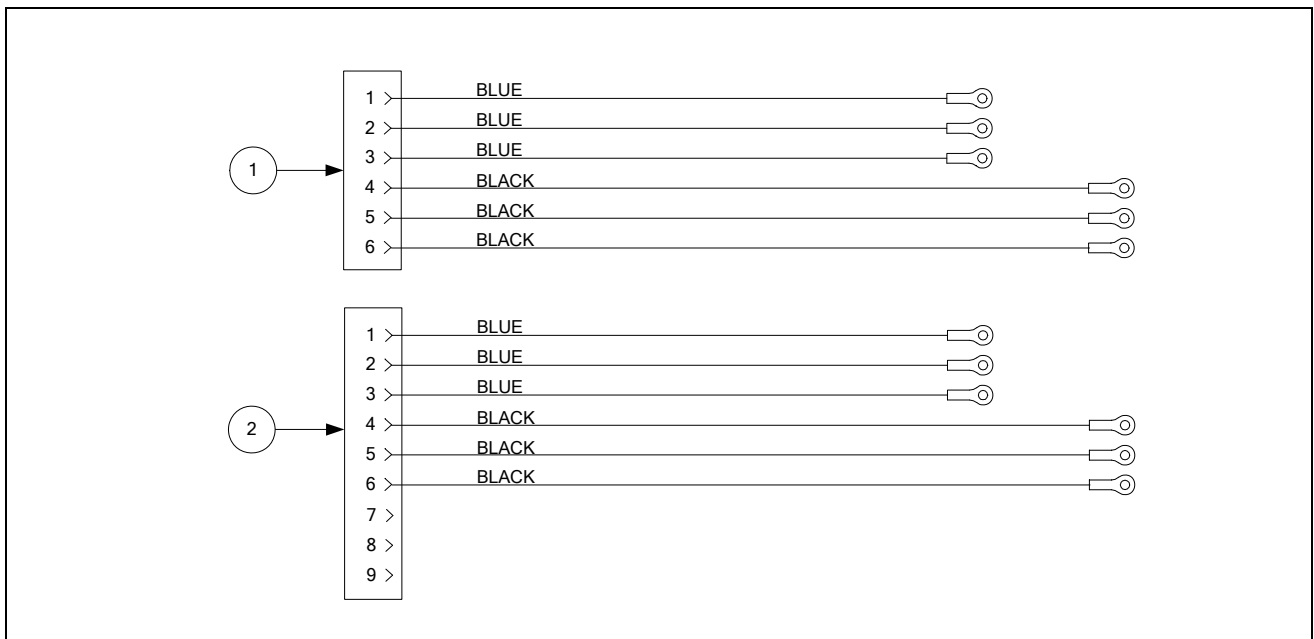 1 BLUE
2 BLUE
3 BLUE
1
4 BLACK
5 BLACK
6 BLACK
1 BLUE
2 BLUE
3 BLUE
4 BLACK
2
5 BLACK
6 BLACK
7
8
9